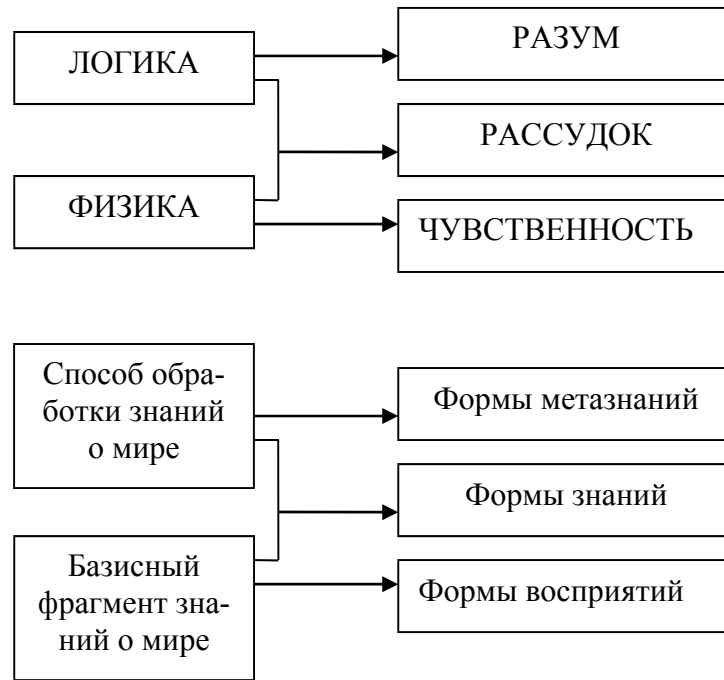 ЛОГИКА
РАЗУМ
РАССУДОК
ФИЗИКА
ЧУВСТВЕННОСТЬ
Способ обра-
ботки знаний
о мире
Формы метазнаний
Формы знаний
Базисный
фрагмент зна-
ний о мире
Формы восприятий